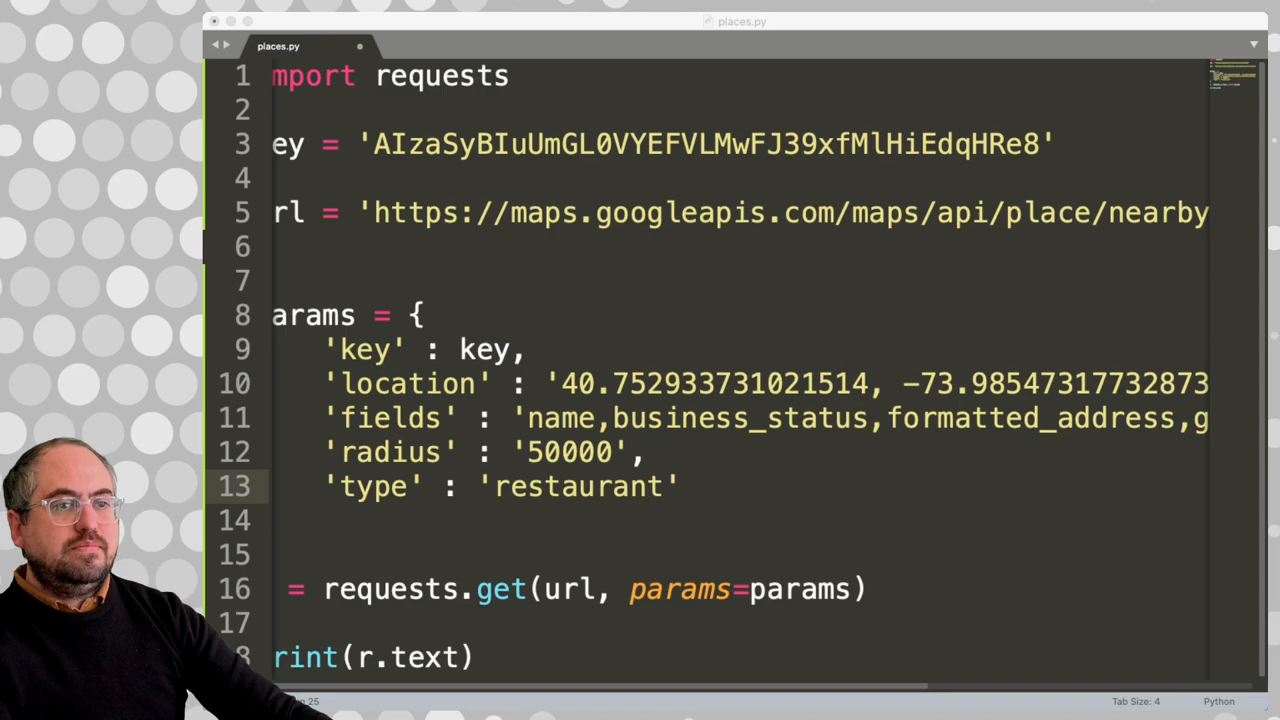 places.py
places.py
1 mport requests
2
3 ey = 'AIzaSyBIuUmGL0VYEFVLMwFJ39xfMlHiEdqHRe8'
4
5 rl = 'https://maps.googleapis.com/maps/api/place/nearby
6
7
8 arams = {
9 'key' : key,
10 'location' : '40.752933731021514, -73.98547317732873
11 'fields' : 'name,business_status,formatted_address,g
12 'radius' : '50000',
13 'type' : 'restaurant'
14
15
16 = requests.get(url, params=params)
17
8 rint(r.text)
25 Tab Size: 4 Python